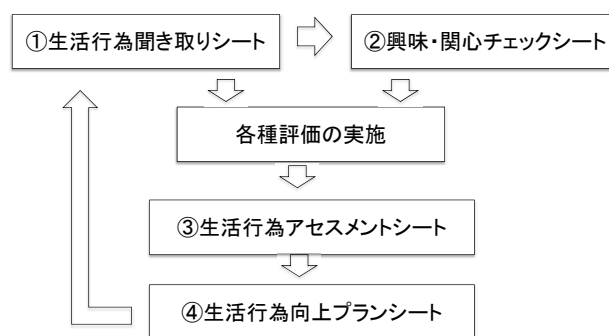 ①生活行為聞き取りシート
②興味・関心チェックシート
各種評価の実施
③生活行為アセスメントシート
④生活行為向上プランシート